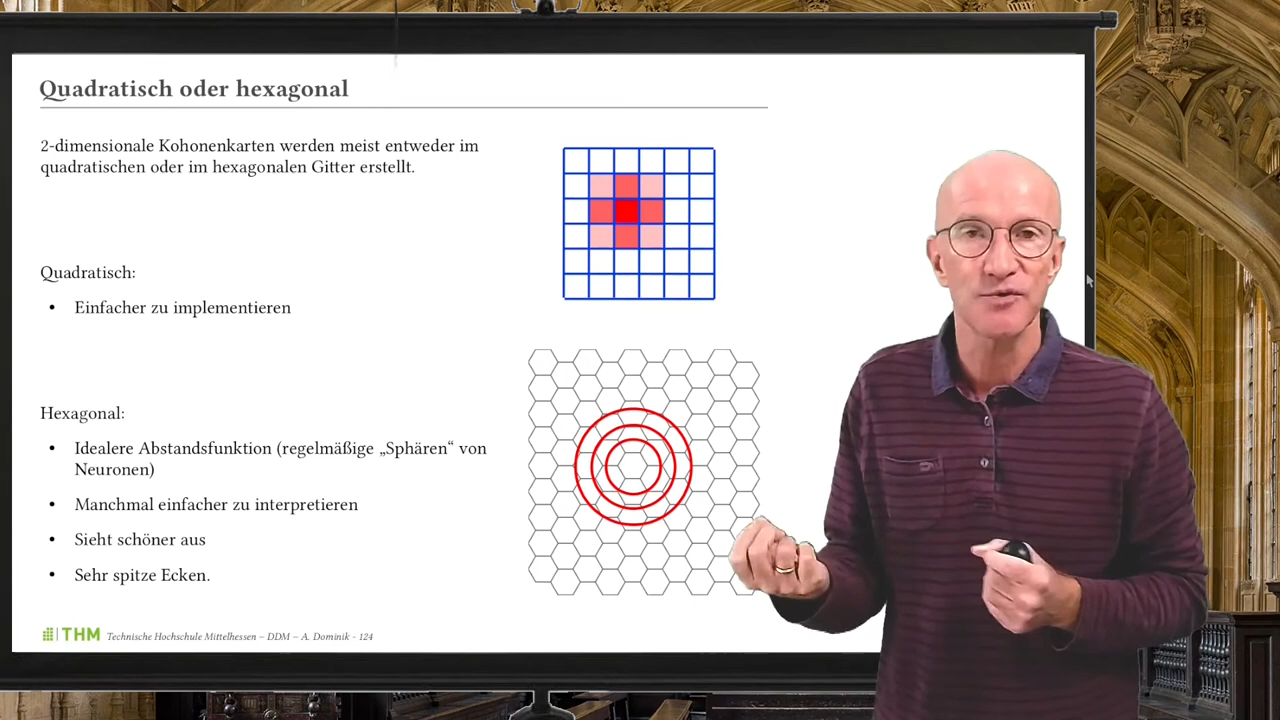 Quadratisch oder hexagonal
2-dimensionale Kohonenkarten werden meist entweder im
quadratischen oder im hexagonalen Gitter erstellt.
Quadratisch:
• Einfacher zu implementieren
Hexagonal:
• Idealere Abstandsfunktion (regelmäßige „Sphären“ von
Neuronen)
• Manchmal einfacher zu interpretieren
• Sieht schöner aus
• Sehr spitze Ecken.
THM Technische Hochschule Mittelhessen – DDM – A. Dominik - 124